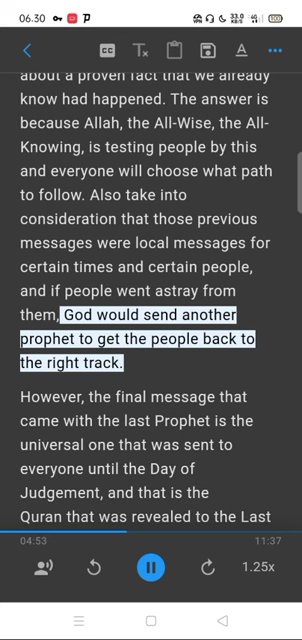 06.30
33.0
KB/S
4G
100
CC
about a proven fact that we already
know had happened. The answer is
because Allah, the All-Wise, the All-
Knowing, is testing people by this
and everyone will choose what path
to follow. Also take into
consideration that those previous
messages were local messages for
certain times and certain people,
and if people went astray from
them, God would send another
prophet to get the people back to
the right track.
However, the final message that
came with the last Prophet is the
universal one that was sent to
everyone until the Day of
Judgement, and that is the
Quran that was revealed to the Last
04:53
11:37
1.25x